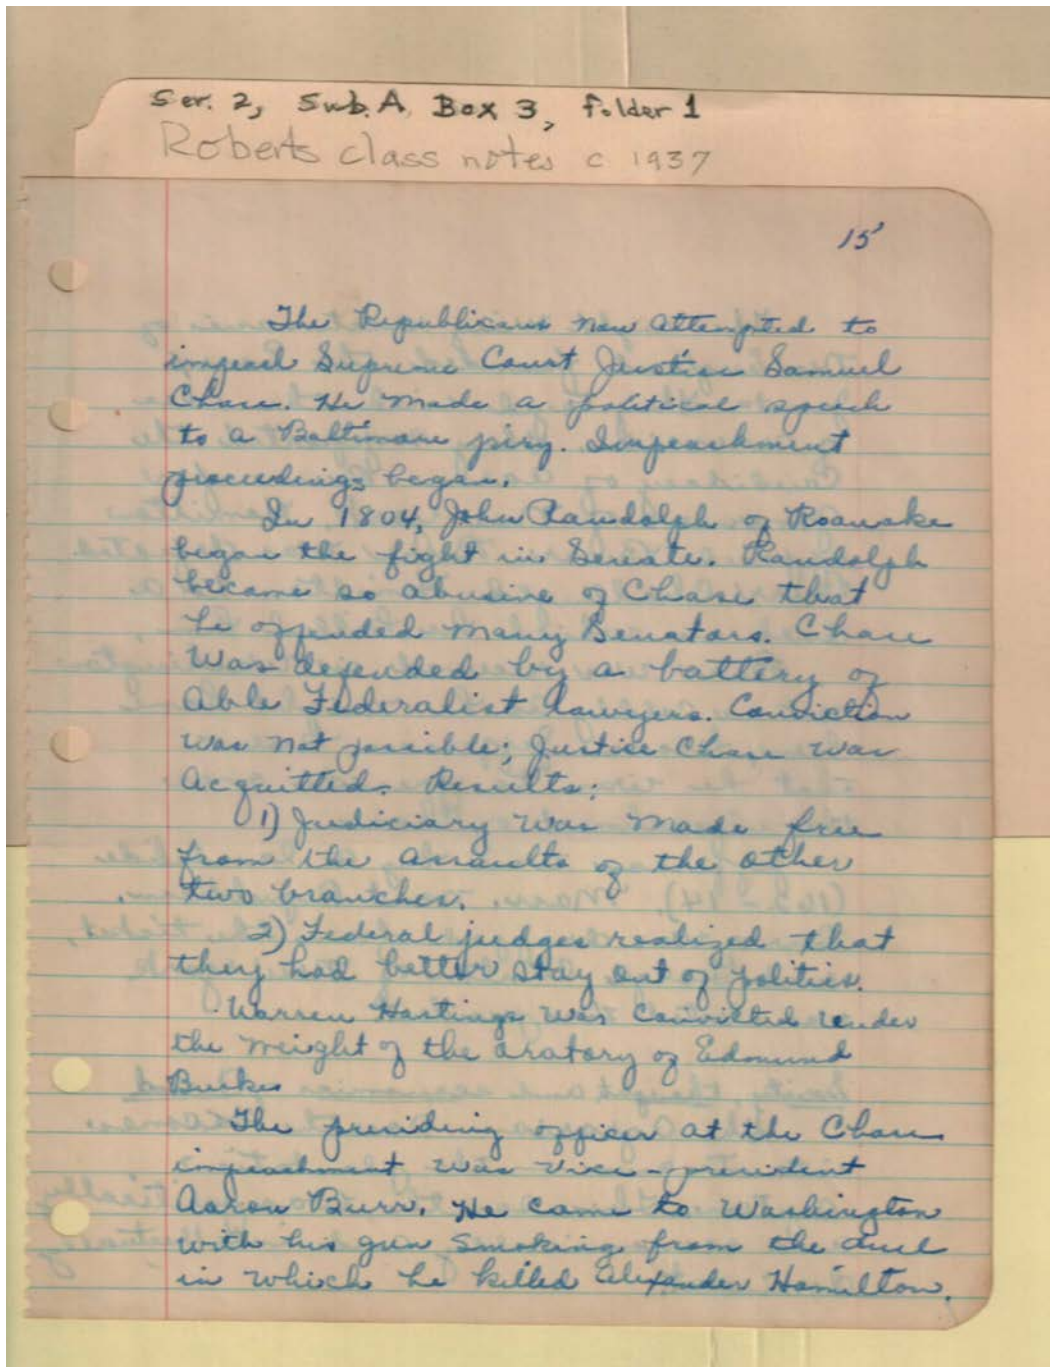 Ser. 2, Sub. A, Box 3, Folder 1
Roberts class notes c 1937
15
The Republicans now attempted to
impeach Supreme Court Justice Samuel
Chase. He made a political speech
to a Baltimore jury. Impeachment
proceedings began.
In 1804, John Randolph of Roanoke
began the fight in Senate. Randolph
became so abusive of Chase that
he offended many Senators. Chase
was defended by a battery of
able Federalist lawyers. Conviction
was not possible; Justice Chase was
acquitted. Results:
1) Judiciary was made free
from the assaults of the other
two branches.
2) Federal judges realized that
they had better stay out of politics.
Warren Hastings was convicted under
the weight of the oratory of Edmund
Burke.
The presiding officer at the Chase
impeachment was vice-president
Aaron Burr. He came to Washington
with his gun smoking from the duel
in which he killed Alexander Hamilton.